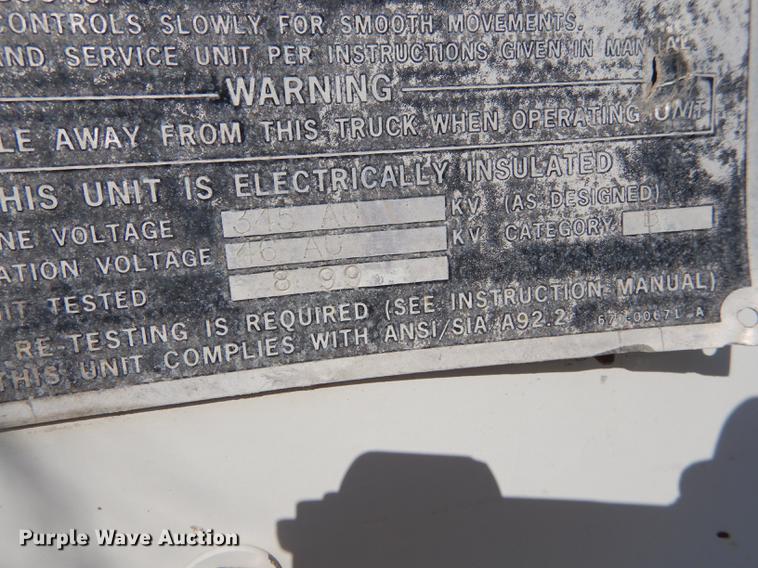 CONTROLS SLOWLY FOR SMOOTH MOVEMENTS.
AND SERVICE UNIT PER INSTRUCTIONS GIVEN IN MANUAL
WARNING
LE AWAY FROM THIS TRUCK WHEN OPERATING UNIT
THIS UNIT IS ELECTRICALLY INSULATED
NE VOLTAGE 345 AC KV (AS DESIGNED)
ATION VOLTAGE 46 AC KV CATEGORY B
IT TESTED 8 99
RE TESTING IS REQUIRED (SEE INSTRUCTION MANUAL)
THIS UNIT COMPLIES WITH ANSI/SIA A92.2 670-00671-A
Purple Wave Auction